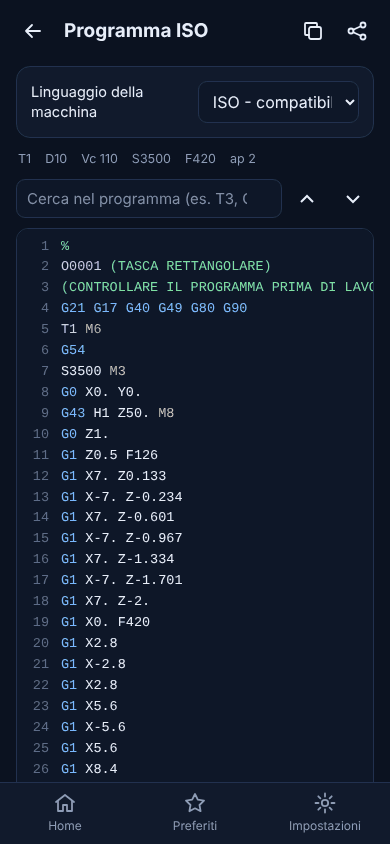 Programma ISO
Linguaggio della
macchina
ISO - compatibil
T1 D10 Vc 110 S3500 F420 ap 2
Cerca nel programma (es. T3, G
1 %
2 O0001 (TASCA RETTANGOLARE)
3 (CONTROLLARE IL PROGRAMMA PRIMA DI LAVO
4 G21 G17 G40 G49 G80 G90
5 T1 M6
6 G54
7 S3500 M3
8 G0 X0. Y0.
9 G43 H1 Z50. M8
10 G0 Z1.
11 G1 Z0.5 F126
12 G1 X7. Z0.133
13 G1 X-7. Z-0.234
14 G1 X7. Z-0.601
15 G1 X-7. Z-0.967
16 G1 X7. Z-1.334
17 G1 X-7. Z-1.701
18 G1 X7. Z-2.
19 G1 X0. F420
20 G1 X2.8
21 G1 X-2.8
22 G1 X2.8
23 G1 X5.6
24 G1 X-5.6
25 G1 X5.6
26 G1 X8.4
Home Preferiti Impostazioni